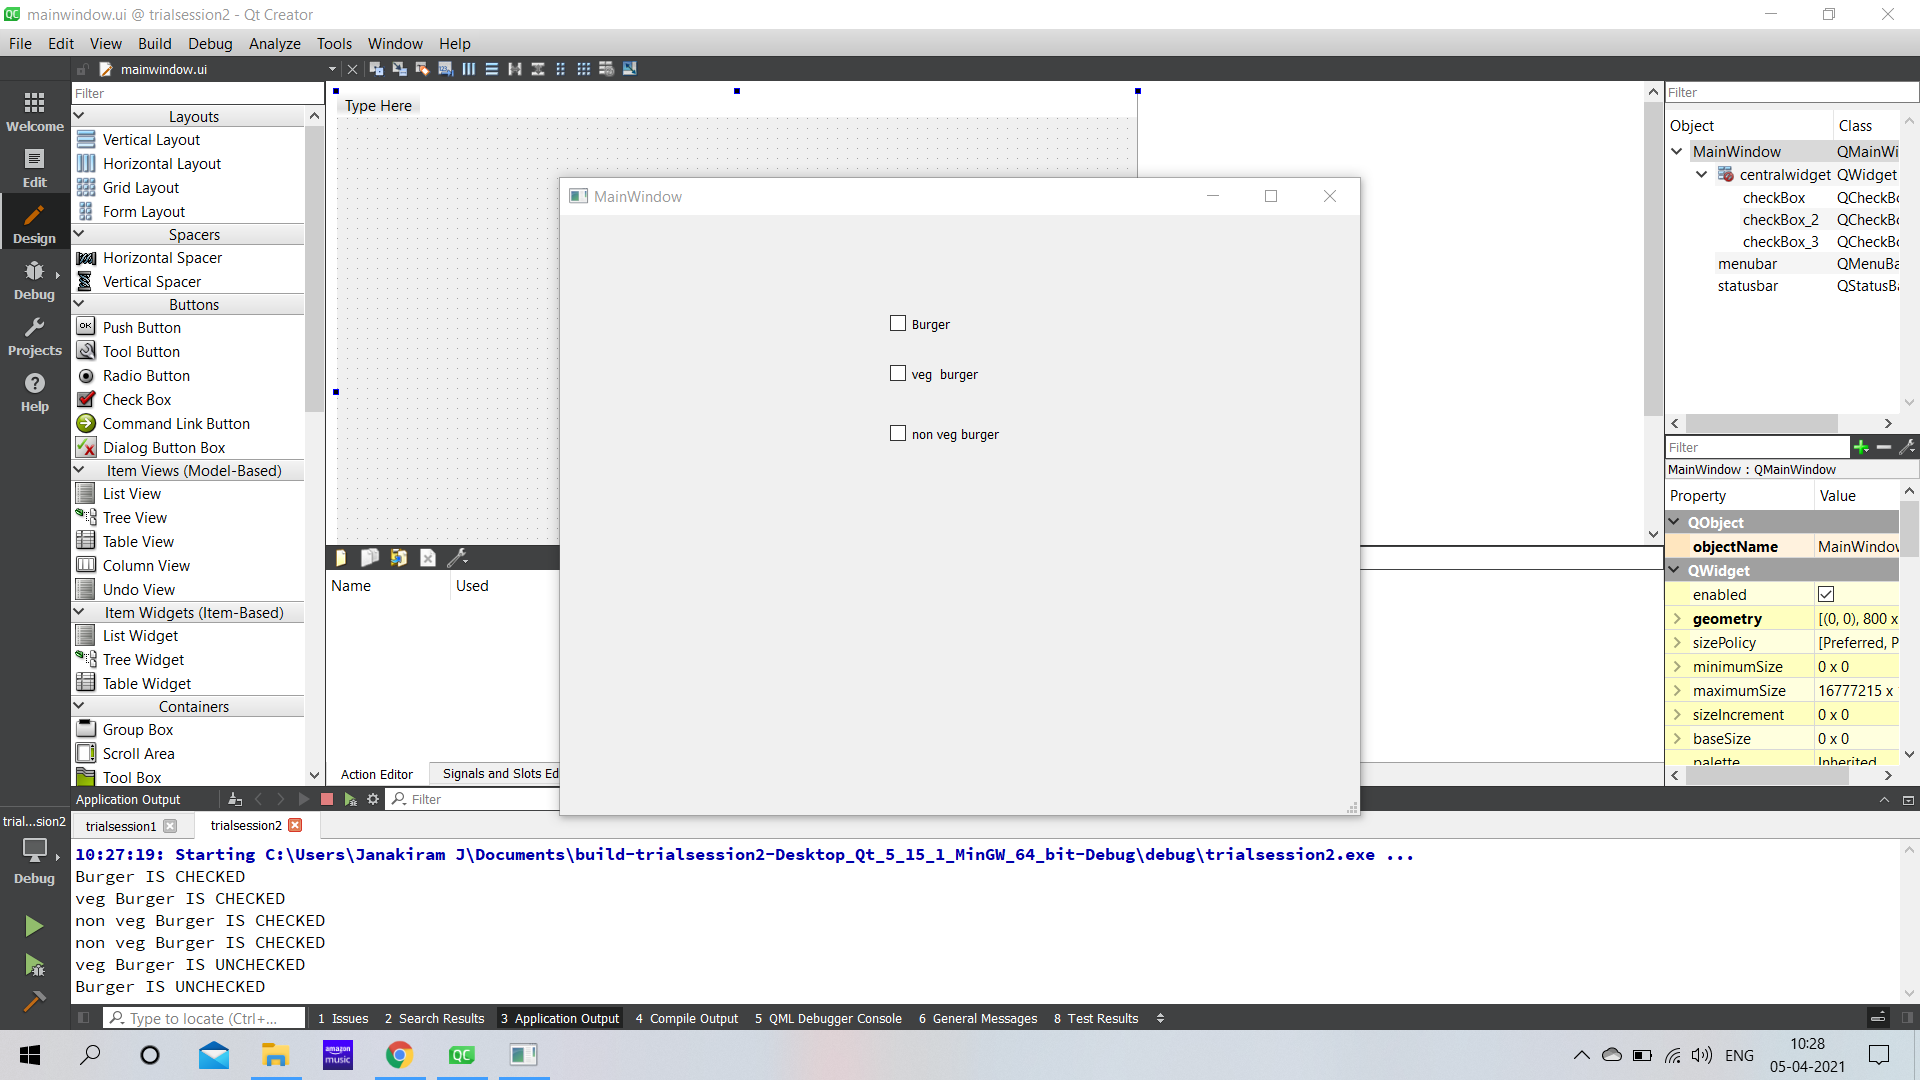 mainwindow.ui @ trialsession2 - Qt Creator
File Edit View Build Debug Analyze Tools Window Help
mainwindow.ui
Welcome
Edit
Design
Debug
Projects
Help
Filter
Layouts
Vertical Layout
Horizontal Layout
Grid Layout
Form Layout
Spacers
Horizontal Spacer
Vertical Spacer
Buttons
Push Button
Tool Button
Radio Button
Check Box
Command Link Button
Dialog Button Box
Item Views (Model-Based)
List View
Tree View
Table View
Column View
Undo View
Item Widgets (Item-Based)
List Widget
Tree Widget
Table Widget
Containers
Group Box
Scroll Area
Tool Box
Type Here
MainWindow
Burger
veg  burger
non veg burger
Name Used
Action Editor Signals and Slots Ed
Filter
Object Class
MainWindow QMainWi
centralwidget QWidget
checkBox QCheckBo
checkBox_2 QCheckBo
checkBox_3 QCheckBo
menubar QMenuBa
statusbar QStatusBa
Filter
MainWindow : QMainWindow
Property Value
QObject
objectName MainWindow
QWidget
enabled
geometry [(0, 0), 800 x
sizePolicy [Preferred, P
minimumSize 0 x 0
maximumSize 16777215 x
sizeIncrement 0 x 0
baseSize 0 x 0
palette Inherited
Application Output Filter
trialsession1 trialsession2
10:27:19: Starting C:\Users\Janakiram J\Documents\build-trialsession2-Desktop_Qt_5_15_1_MinGW_64_bit-Debug\debug\trialsession2.exe ...
Burger IS CHECKED
veg Burger IS CHECKED
non veg Burger IS CHECKED
non veg Burger IS CHECKED
veg Burger IS UNCHECKED
Burger IS UNCHECKED
trial...sion2
Debug
Type to locate (Ctrl+... 1 Issues 2 Search Results 3 Application Output 4 Compile Output 5 QML Debugger Console 6 General Messages 8 Test Results
amazon music
QC
ENG
10:28
05-04-2021